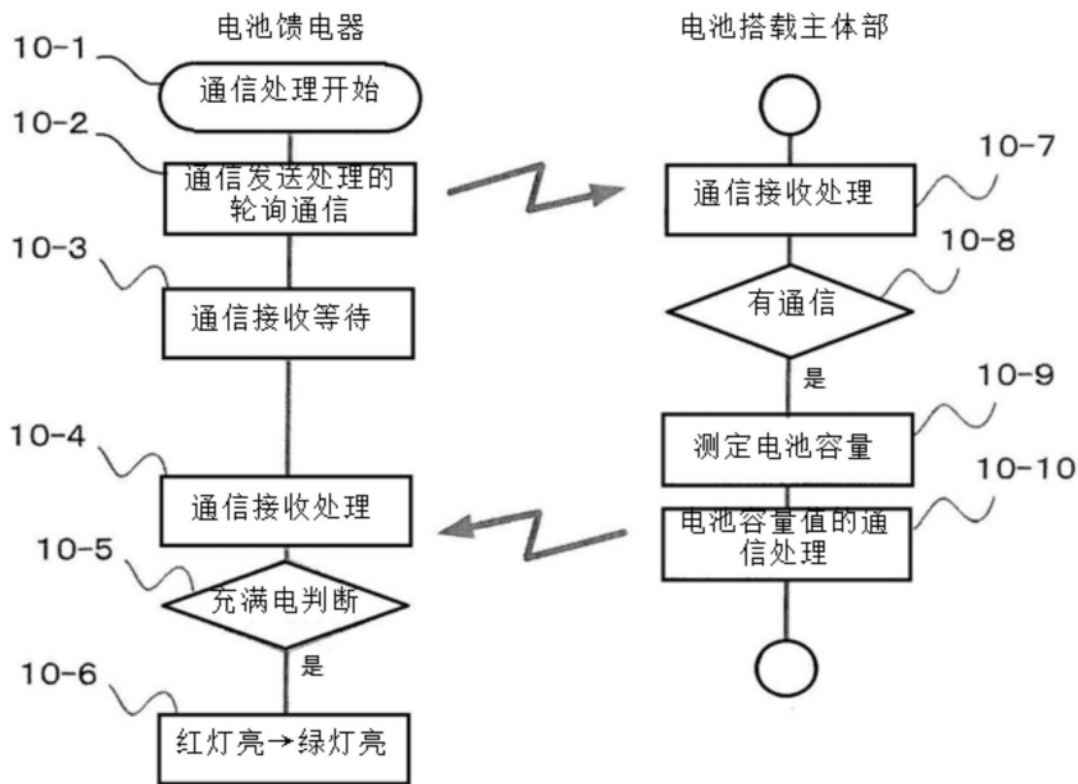 电池馈电器
电池搭载主体部
10-1
通信处理开始
10-2
通信发送处理的
轮询通信
10-3
通信接收等待
10-4
通信接收处理
10-5
充满电判断
是
10-6
红灯亮→绿灯亮
10-7
通信接收处理
10-8
有通信
是
10-9
测定电池容量
10-10
电池容量值的通
信处理